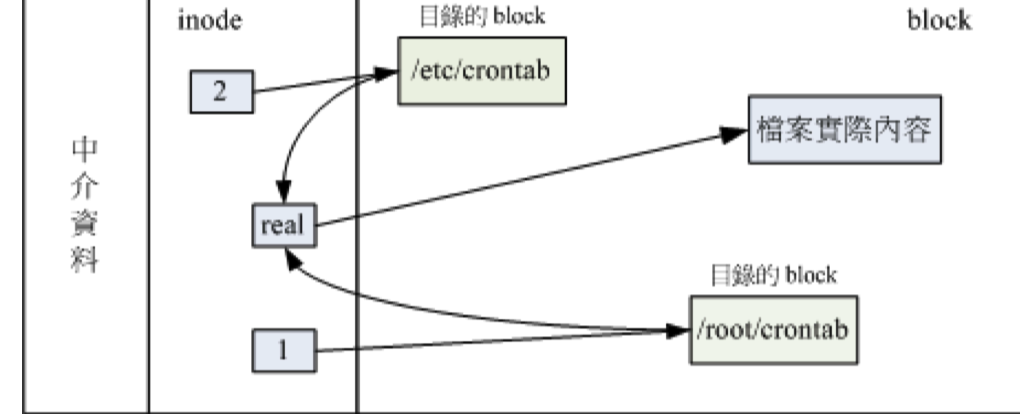 inode
目錄的 block
block
2
/etc/crontab
檔案實際內容
中
介
資
料
real
目錄的 block
1
/root/crontab